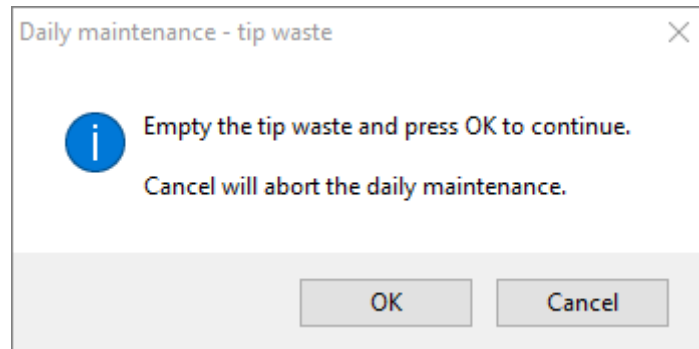 Daily maintenance - tip waste
Empty the tip waste and press OK to continue.
Cancel will abort the daily maintenance.
OK
Cancel